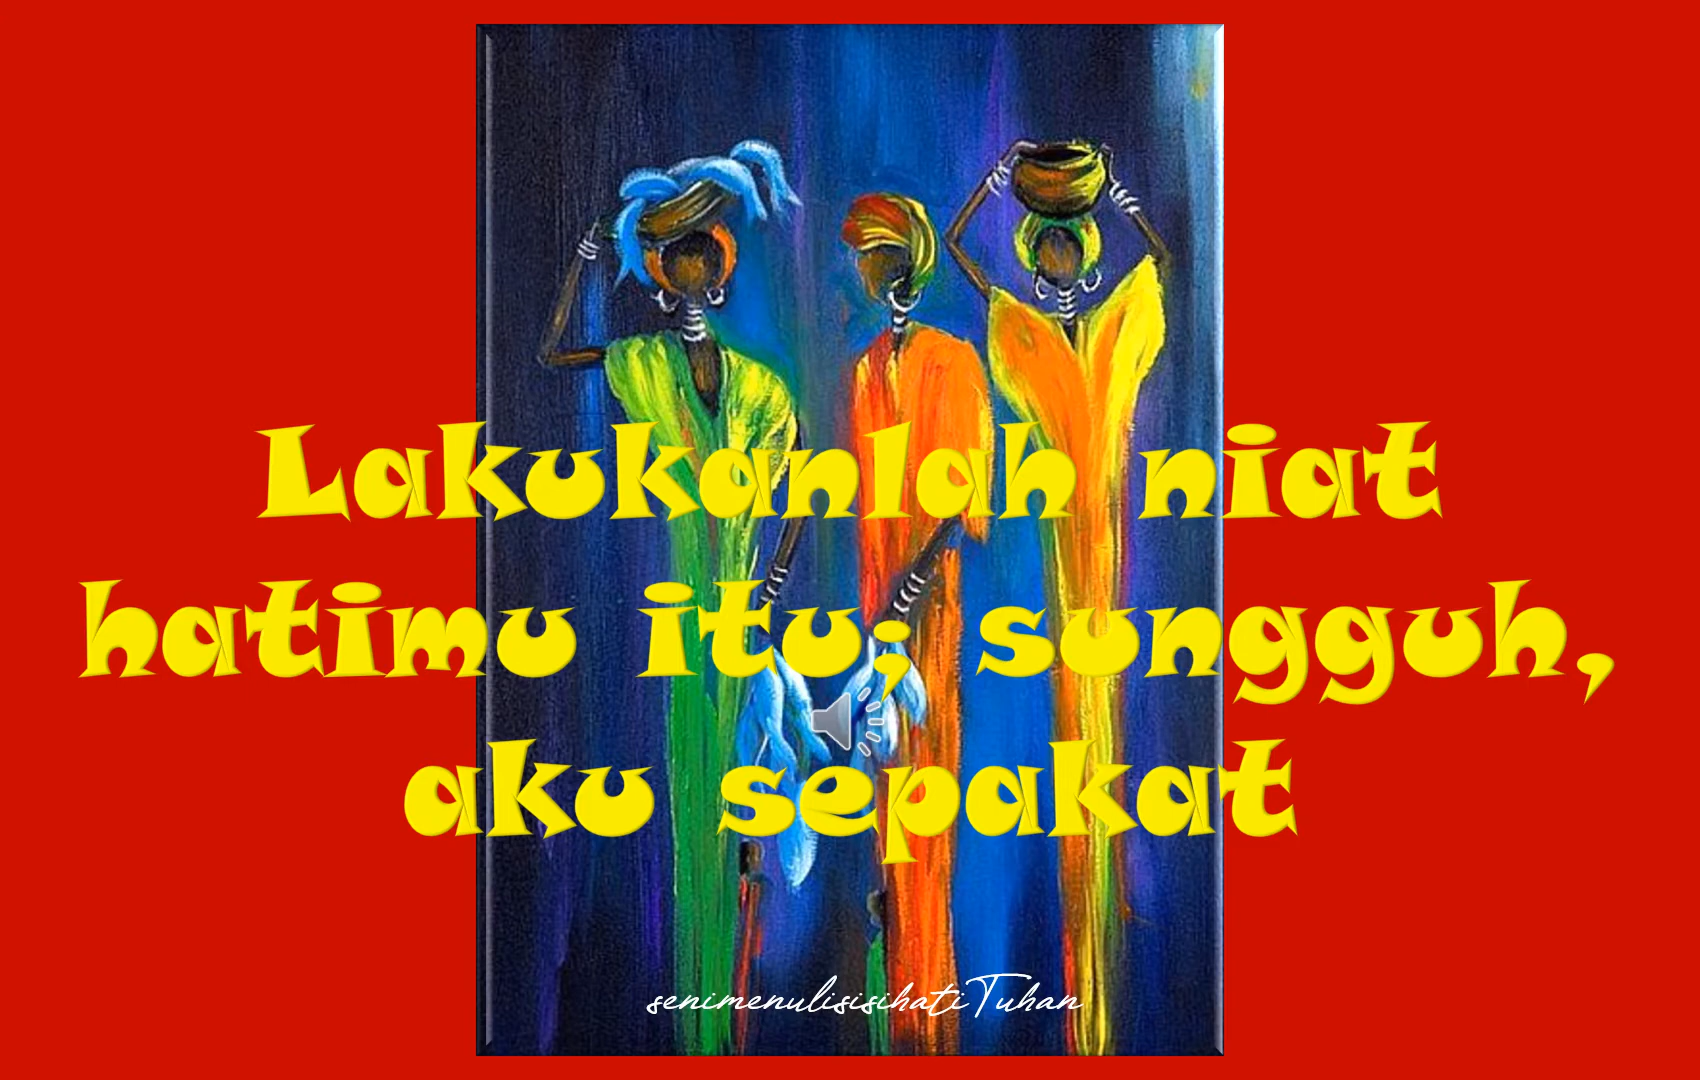 Lakukanlah niat
hatimu itu; sungguh,
aku sepakat
senimenulisisihatiTuhan